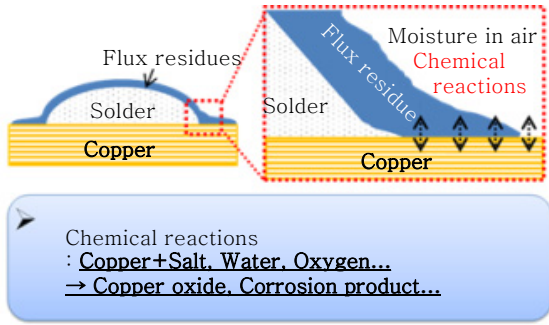 Flux residues
Solder
Copper
Moisture in air
Chemical
reactions
Flux residue
Solder
Copper
Chemical reactions
: Copper+Salt, Water, Oxygen...
→ Copper oxide, Corrosion product...